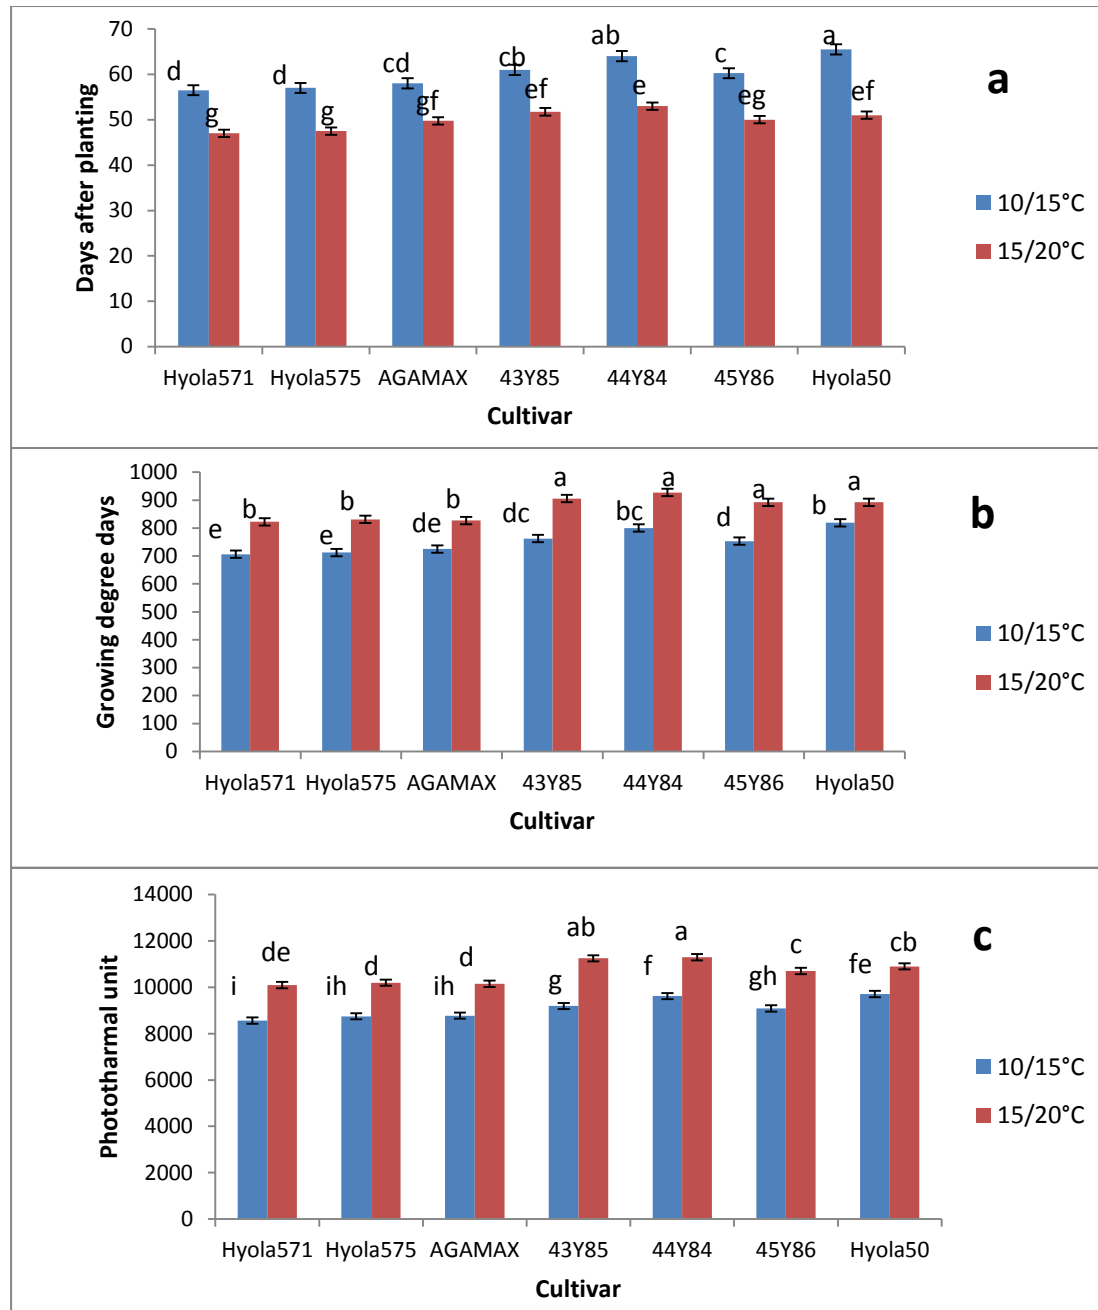 70
60
50
40
30
20
10
0
Days after planting
d g d g cd gf cb ef ab e c eg a ef
a
10/15°C
15/20°C
Hyola571 Hyola575 AGAMAX 43Y85 44Y84 45Y86 Hyola50
Cultivar
1000
900
800
700
600
500
400
300
200
100
0
Growing degree days
e b e b de b dc a bc a d a b a
b
10/15°C
15/20°C
Hyola571 Hyola575 AGAMAX 43Y85 44Y84 45Y86 Hyola50
Cultivar
14000
12000
10000
8000
6000
4000
2000
0
Phototharmal unit
i de ih d ih d g ab f a gh c fe cb
c
10/15°C
15/20°C
Hyola571 Hyola575 AGAMAX 43Y85 44Y84 45Y86 Hyola50
Cultivar